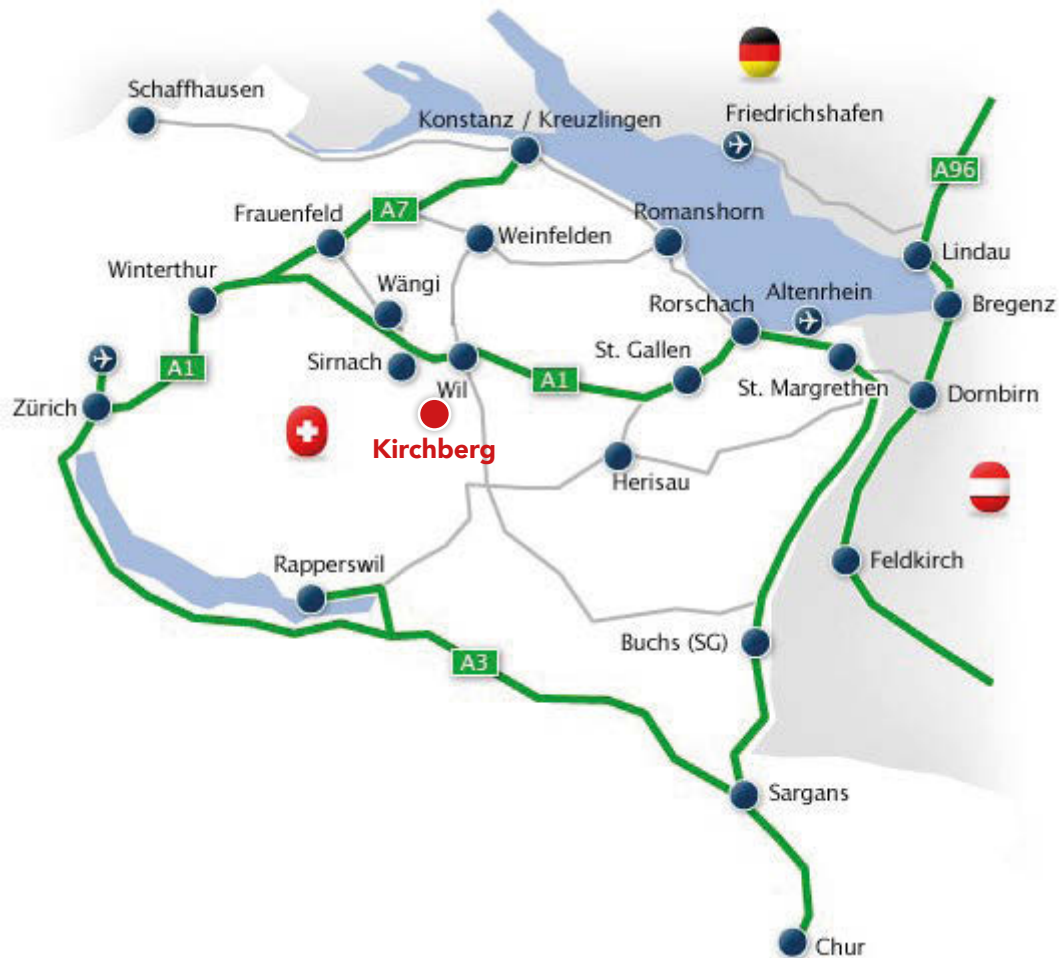 Schaffhausen
Konstanz / Kreuzlingen
Friedrichshafen
A96
Frauenfeld
A7
Weinfelden
Romanshorn
Lindau
Winterthur
Wängi
Rorschach
Altenrhein
Bregenz
Sirnach
A1
St. Gallen
Wil
A1
St. Margrethen
Dornbirn
Zürich
Kirchberg
Herisau
Rapperswil
Feldkirch
Buchs (SG)
A3
Sargans
Chur